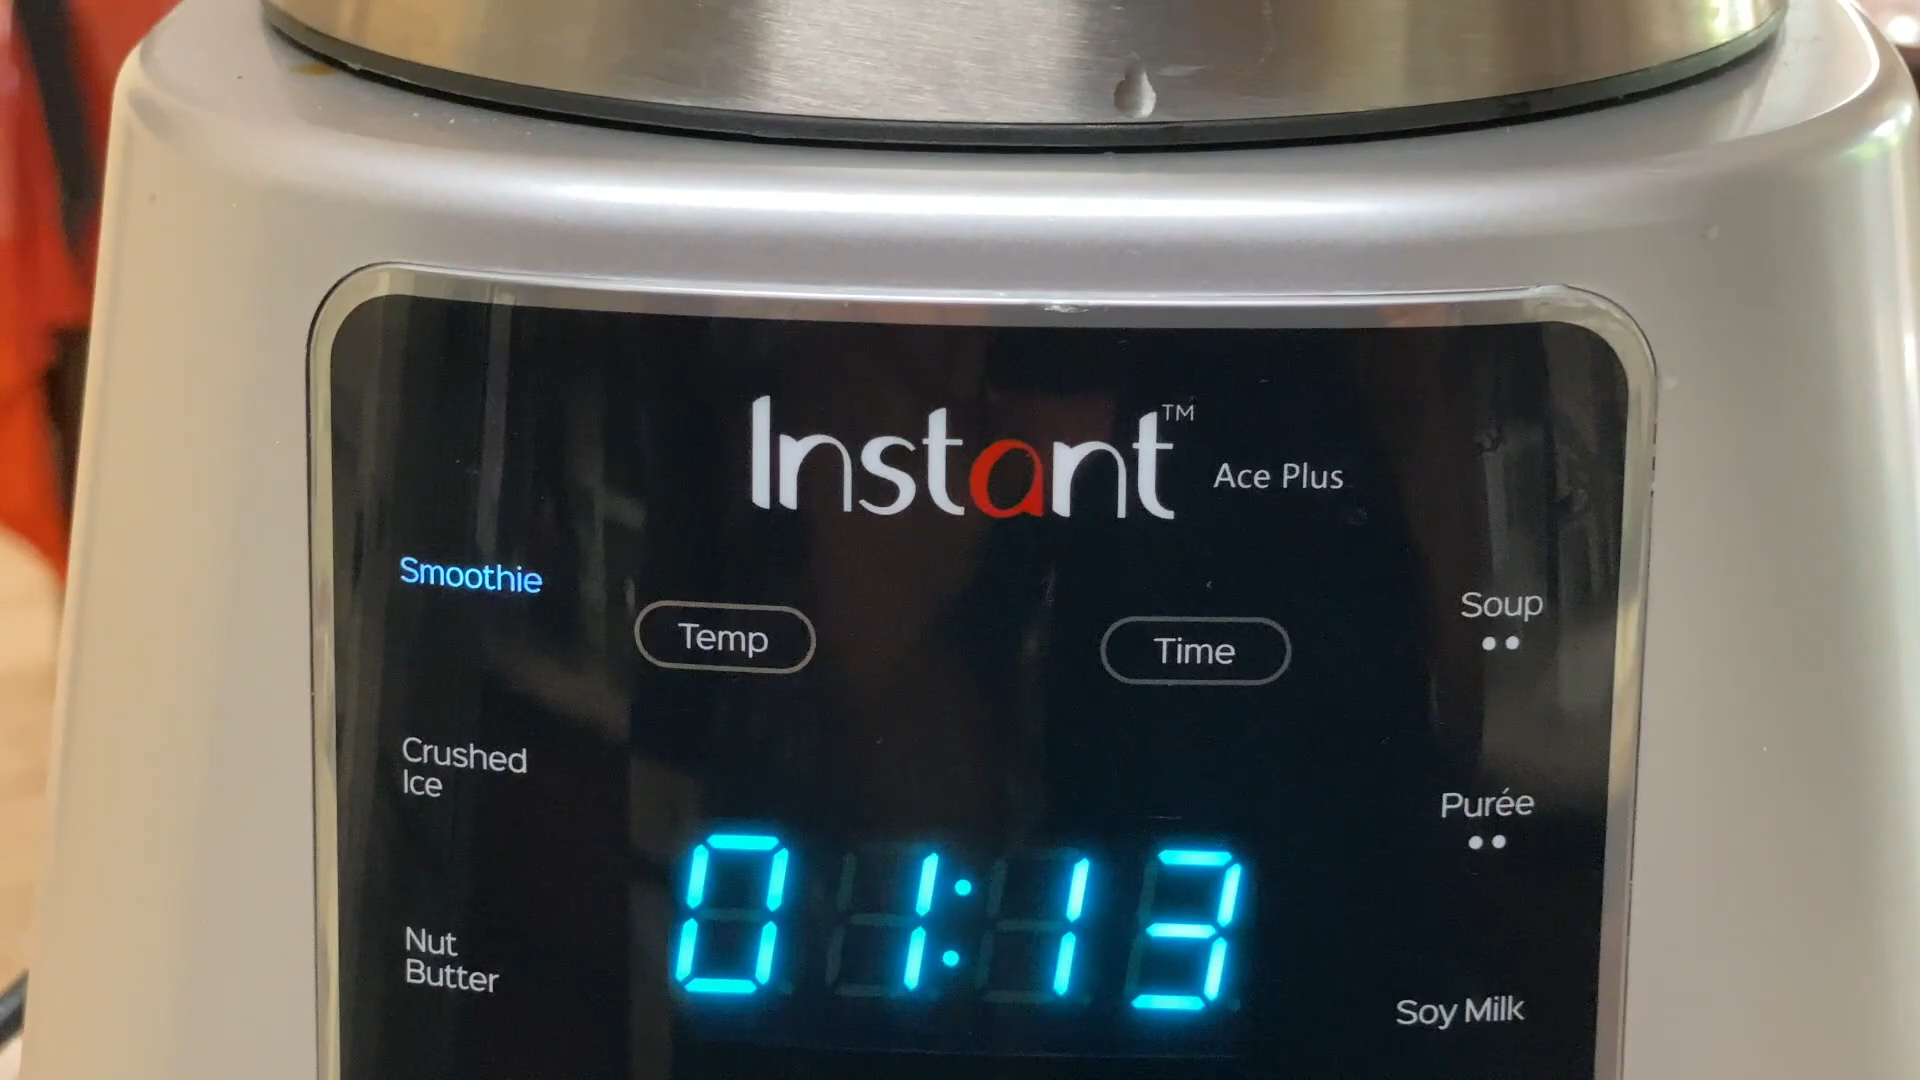 Instant™ Ace Plus
Smoothie
Temp
Time
Soup
Crushed
Ice
Purée
01:13
Nut
Butter
Soy Milk